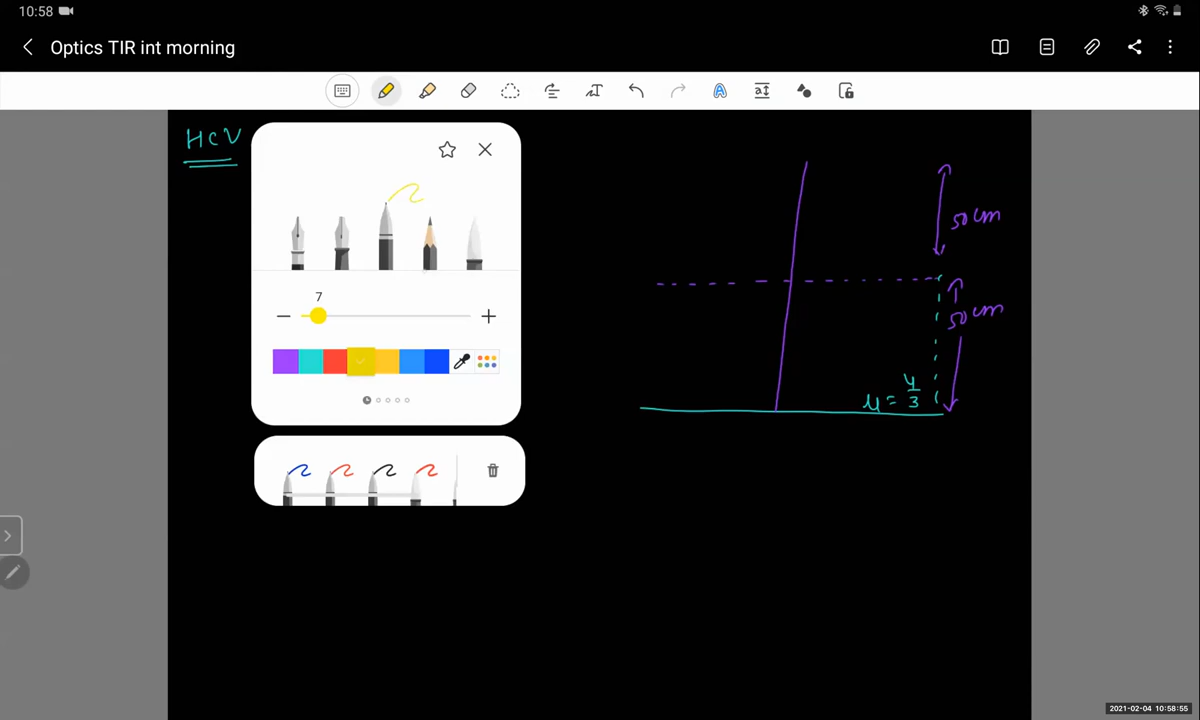 10:58
Optics TIR int morning
HCV
7
50 cm
50 cm
μ = 4/3
2021-02-04 10:58:55